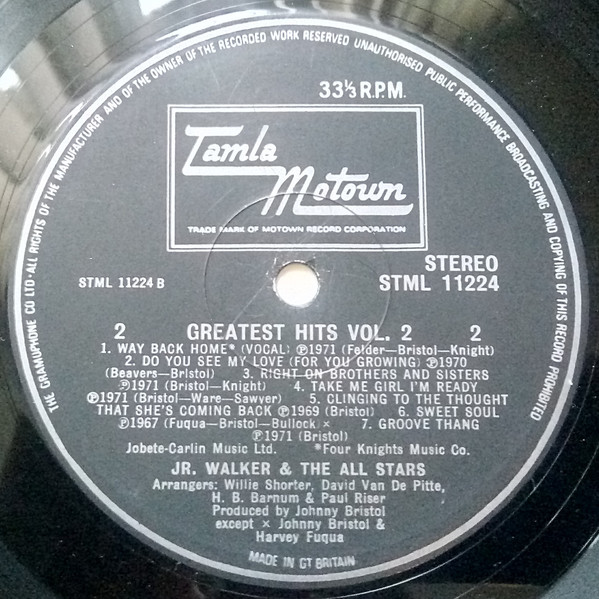 THE GRAMOPHONE CO LTD·ALL RIGHTS OF THE MANUFACTURER AND OF THE OWNER OF THE RECORDED WORK RESERVED UNAUTHORISED PUBLIC PERFORMANCE BROADCASTING AND COPYING OF THIS RECORD PROHIBITED
33⅓ R.P.M.
Tamla
Motown
TRADE MARK OF MOTOWN RECORD CORPORATION
STEREO
STML 11224 B
STML 11224
2 GREATEST HITS VOL. 2 2
1. WAY BACK HOME* (VOCAL) ℗1971 (Felder—Bristol—Knight)
2. DO YOU SEE MY LOVE (FOR YOU GROWING) ℗1970
(Beavers—Bristol) 3. RIGHT ON BROTHERS AND SISTERS
℗1971 (Bristol—Knight) 4. TAKE ME GIRL I'M READY
℗1971 (Bristol—Ware—Sawyer) 5. CLINGING TO THE THOUGHT
THAT SHE'S COMING BACK ℗1969 (Bristol) 6. SWEET SOUL
℗1967 (Fuqua—Bristol—Bullock)× 7. GROOVE THANG
℗1971 (Bristol)
Jobete-Carlin Music Ltd. *Four Knights Music Co.
JR. WALKER & THE ALL STARS
Arrangers: Willie Shorter, David Van De Pitte,
H. B. Barnum & Paul Riser
Produced by Johnny Bristol
except × Johnny Bristol &
Harvey Fuqua
MADE IN GT BRITAIN